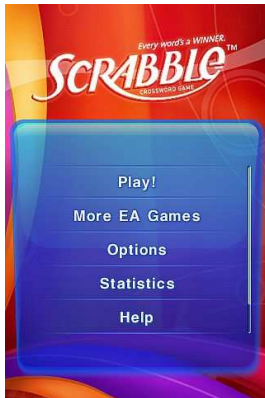 Every word's a WINNER.
SCRABBLE™
CROSSWORD GAME
Play!
More EA Games
Options
Statistics
Help